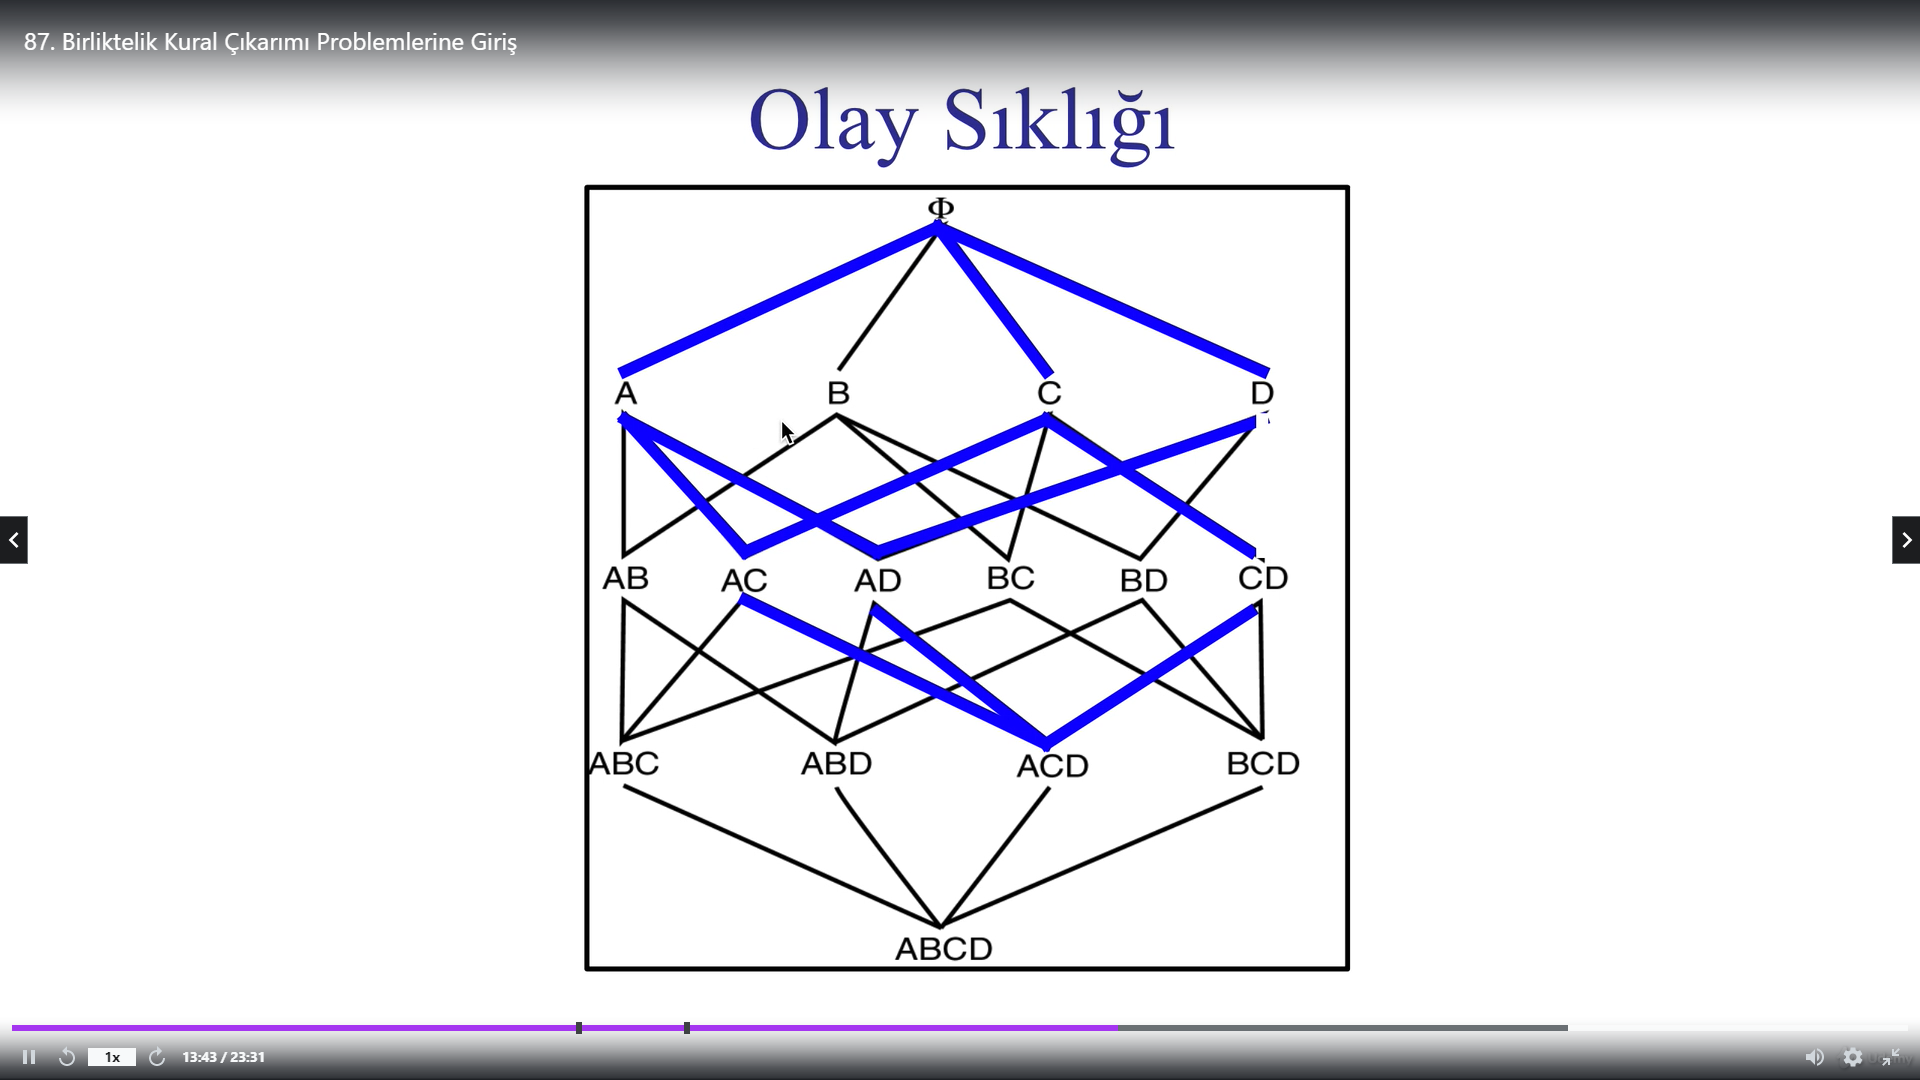 87. Birliktelik Kural Çıkarımı Problemlerine Giriş
Olay Sıklığı
Φ
A B C D
AB AC AD BC BD CD
ABC ABD ACD BCD
ABCD
1x 13:43 / 23:31
Udemy